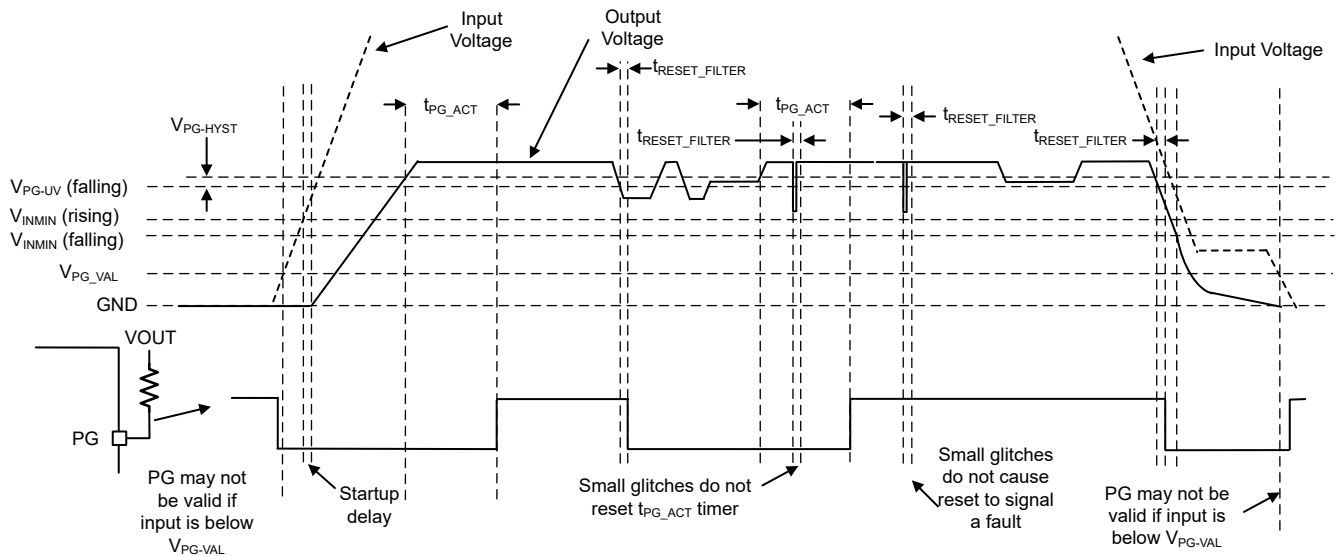 Input
Voltage
Output
Voltage
Input Voltage
tRESET_FILTER
tPG_ACT
tPG_ACT
tRESET_FILTER
tRESET_FILTER
tRESET_FILTER
VPG-HYST
VPG-UV (falling)
VINMIN (rising)
VINMIN (falling)
VPG_VAL
GND
VOUT
PG
PG may not
be valid if
input is below
VPG-VAL
Startup
delay
Small glitches do not
reset tPG_ACT timer
Small glitches
do not cause
reset to signal
a fault
PG may not be
valid if input is
below VPG-VAL